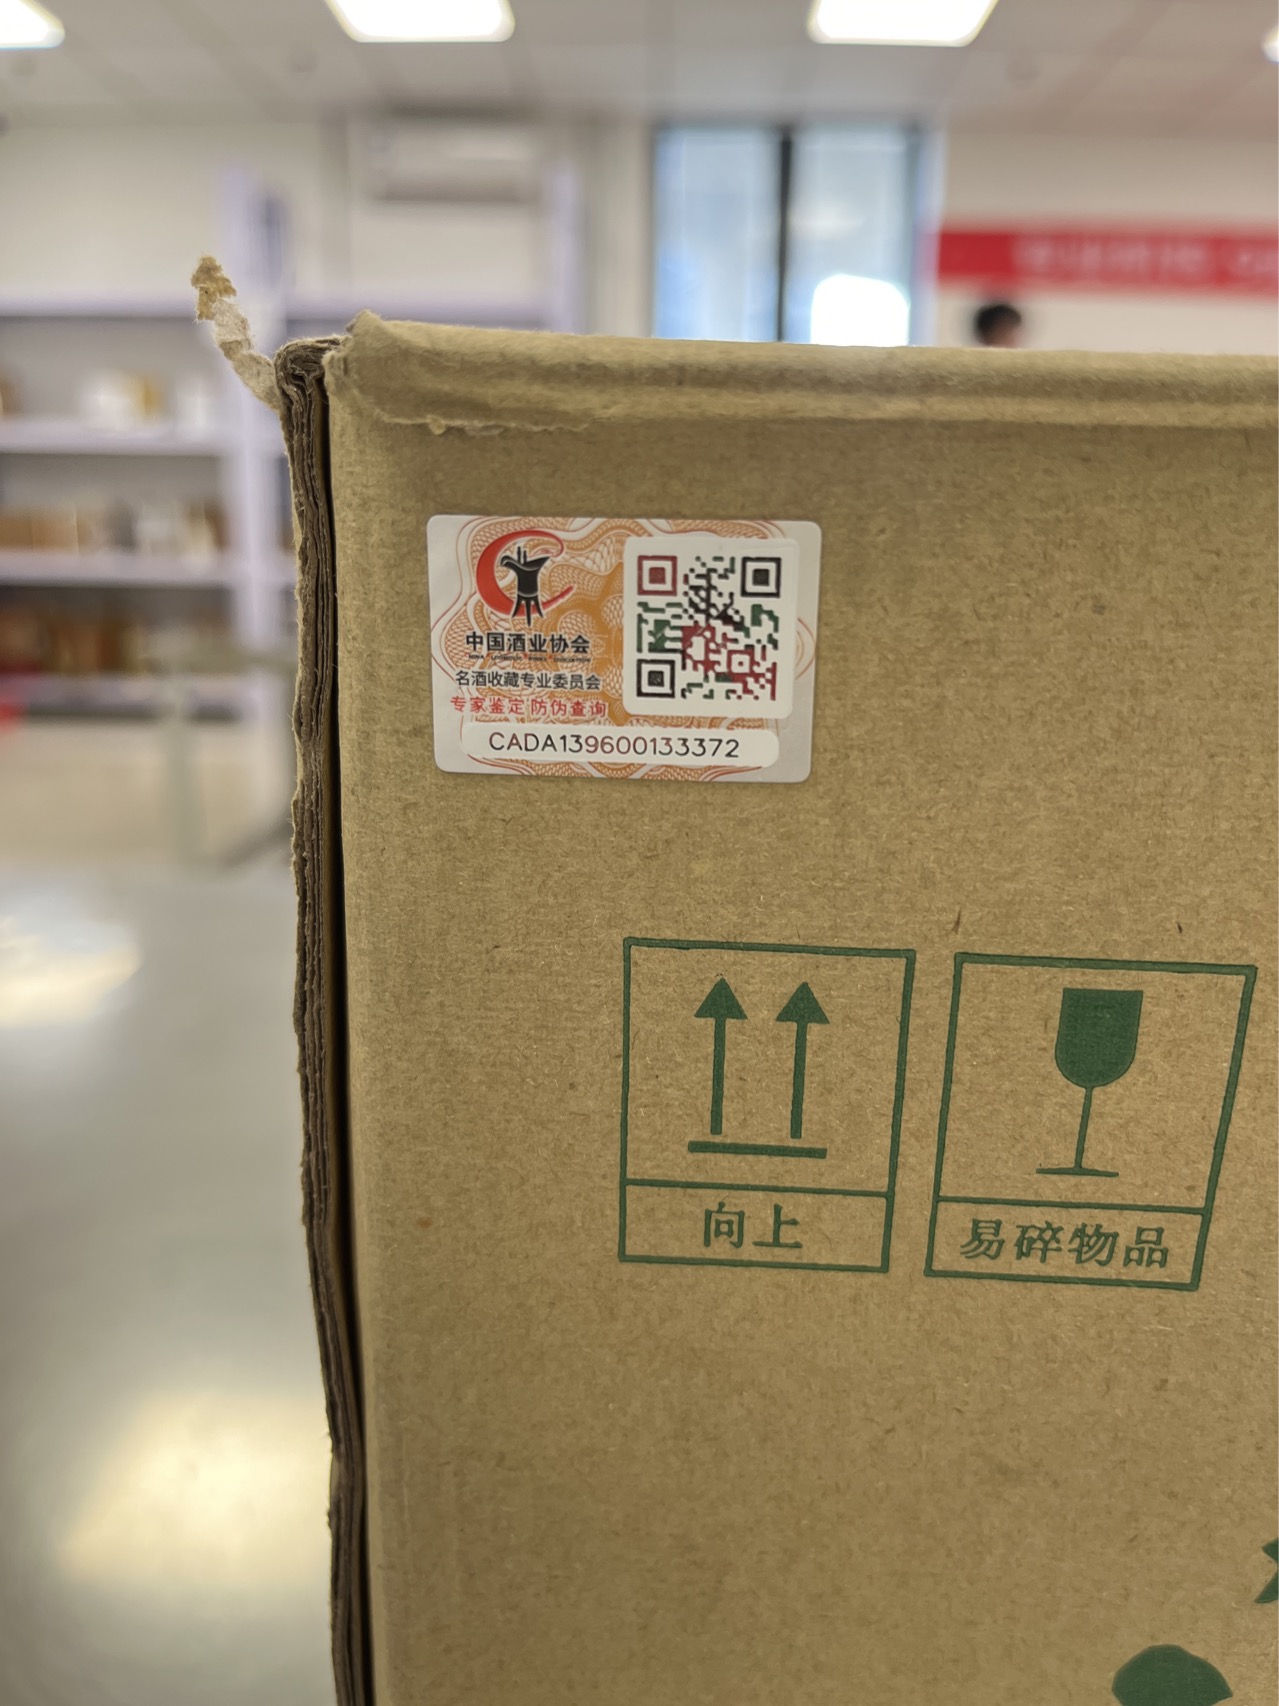 中国酒业协会
名酒收藏专业委员会
专家鉴定 防伪查询
CADA139600133372
向上
易碎物品